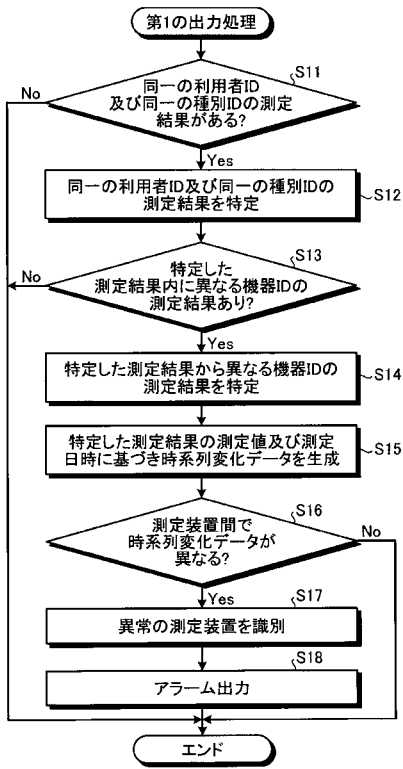 第1の出力処理
S11
同一の利用者ID
及び同一の種別IDの測定
結果がある?
No
Yes
同一の利用者ID及び同一の種別IDの
測定結果を特定
S12
S13
特定した
測定結果内に異なる機器IDの
測定結果あり?
No
Yes
特定した測定結果から異なる機器IDの
測定結果を特定
S14
特定した測定結果の測定値及び測定
日時に基づき時系列変化データを生成
S15
S16
測定装置間で
時系列変化データが
異なる?
No
Yes
S17
異常の測定装置を識別
S18
アラーム出力
エンド